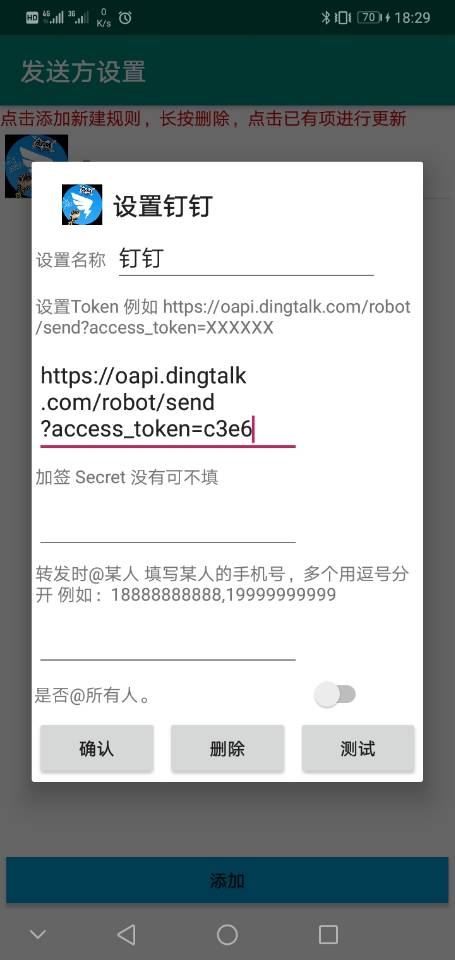 HD 4G 3G 0 K/s 70 18:29
发送方设置
点击添加新建规则，长按删除，点击已有项进行更新
设置钉钉
设置名称 钉钉
设置Token 例如 https://oapi.dingtalk.com/robot
/send?access_token=XXXXXX
https://oapi.dingtalk
.com/robot/send
?access_token=c3e6
加签 Secret 没有可不填
转发时@某人 填写某人的手机号，多个用逗号分
开 例如：18888888888,19999999999
是否@所有人。
确认 删除 测试
添加